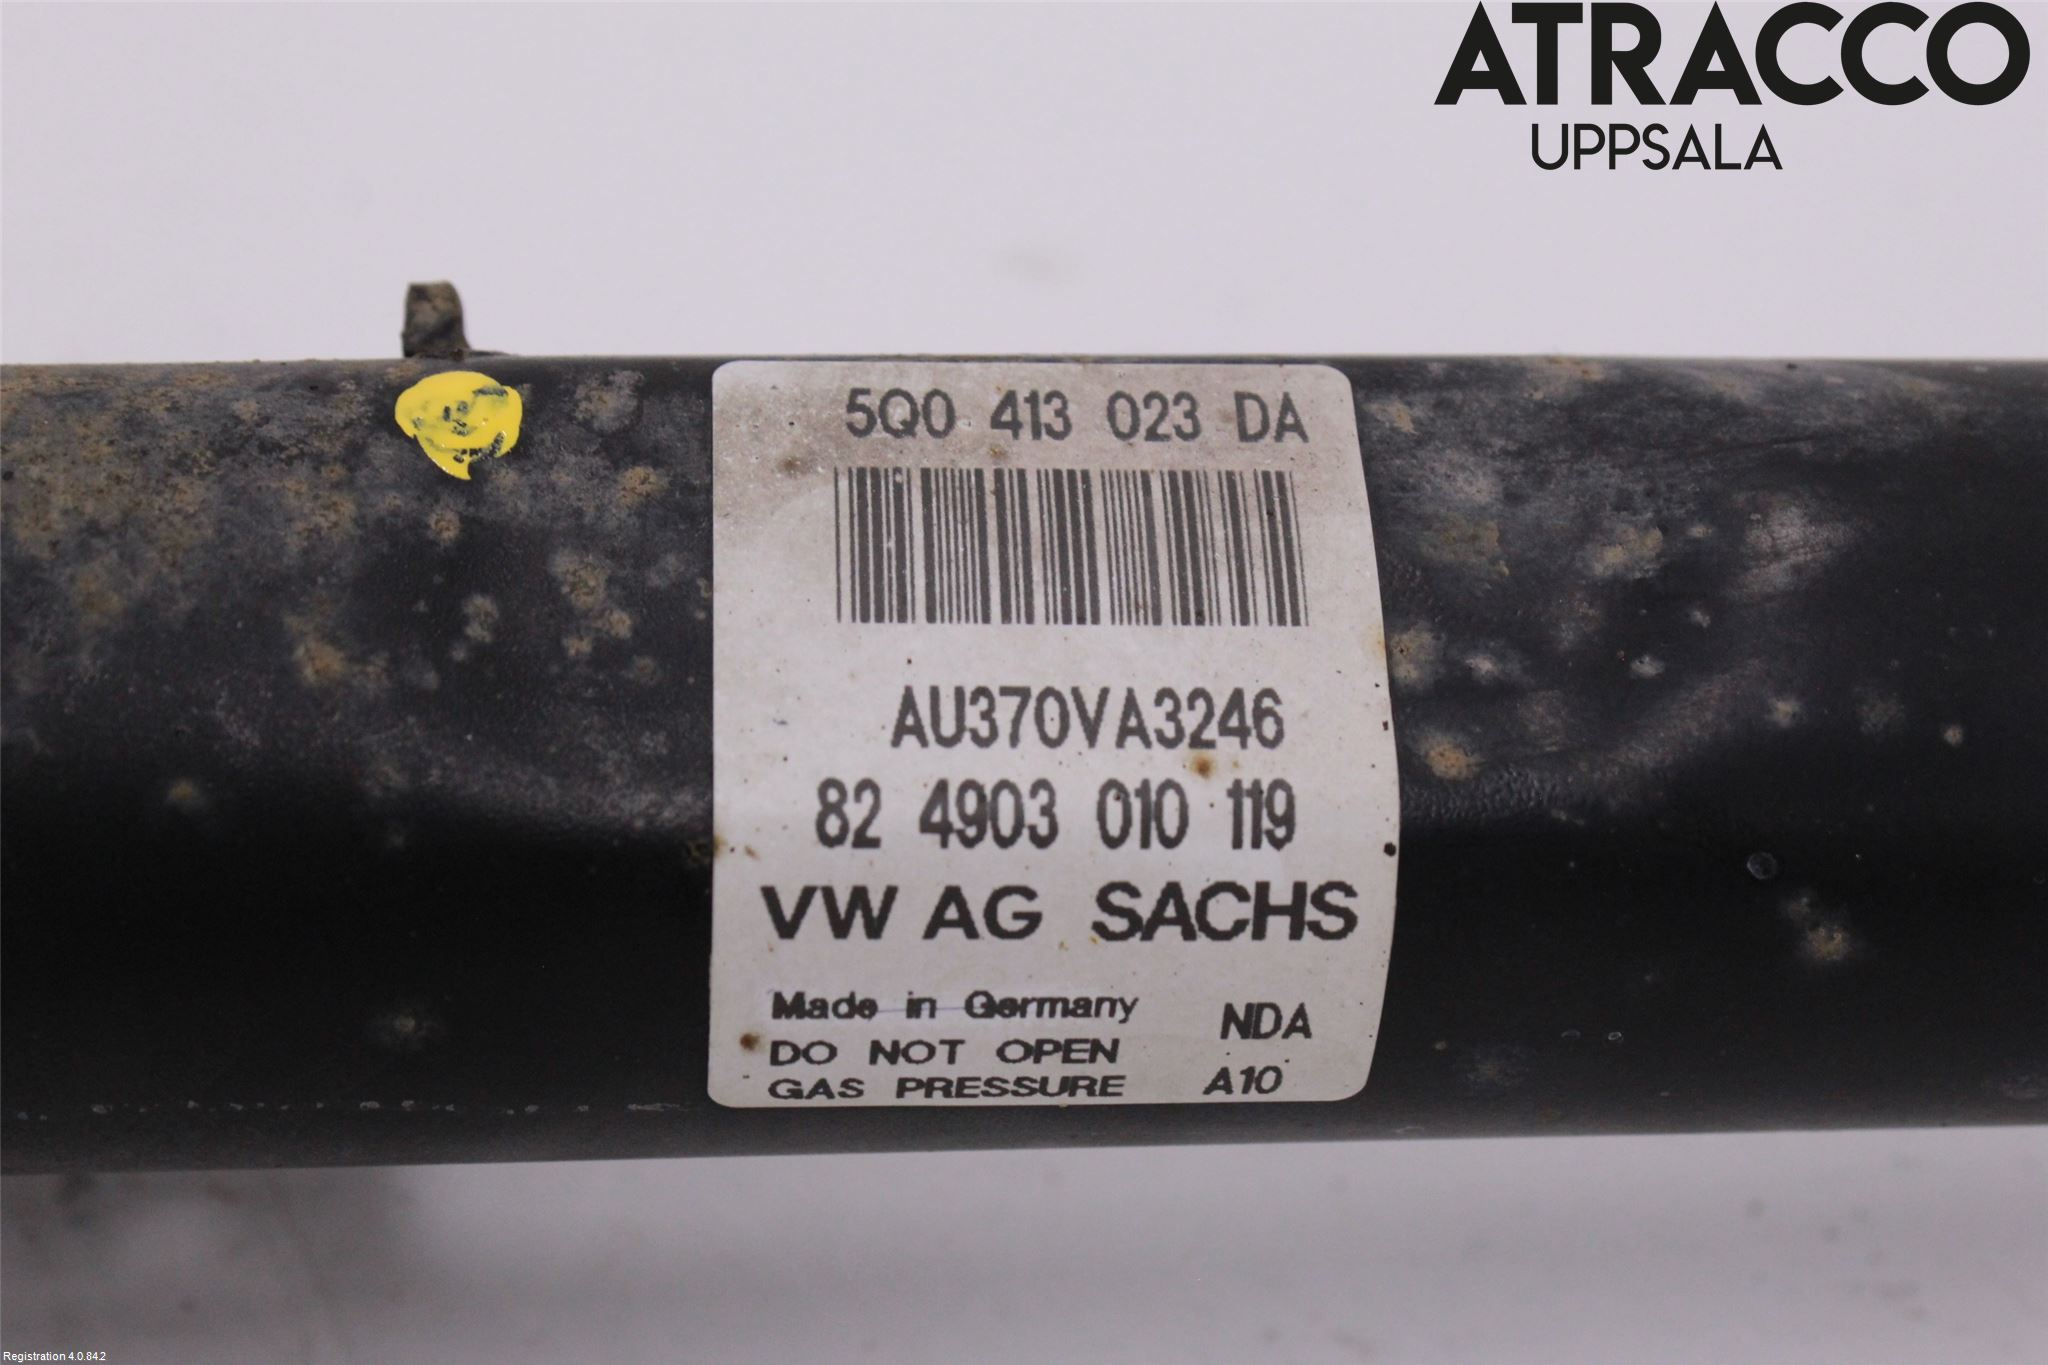 ATRACCO
UPPSALA
5Q0 413 023 DA
AU370VA3246
82 4903 010 119
VW AG SACHS
Made in Germany NDA
DO NOT OPEN
GAS PRESSURE A10
Registration 4.0.84.2